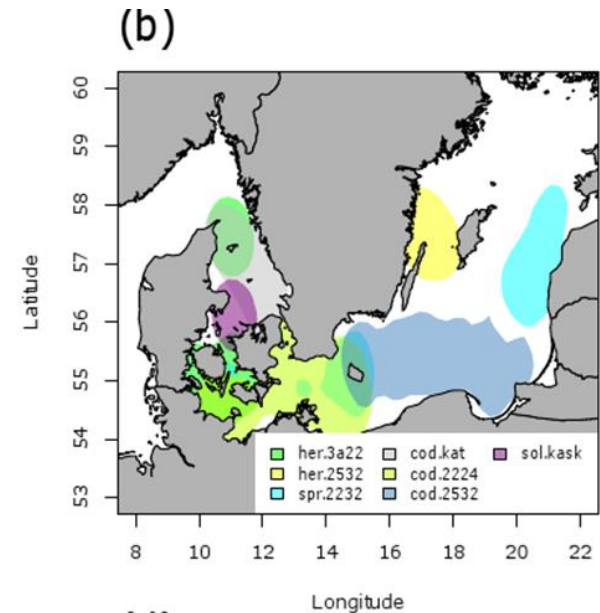 (b)
60
59
58
57
56
55
54
53
Latitude
her.3a22 cod.kat sol.kask
her.2532 cod.2224
spr.2232 cod.2532
8 10 12 14 16 18 20 22
Longitude